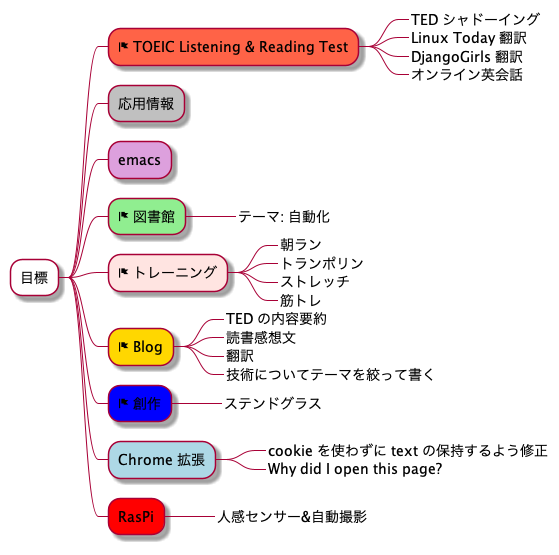 目標
TOEIC Listening & Reading Test
TED シャドーイング
Linux Today 翻訳
DjangoGirls 翻訳
オンライン英会話
応用情報
emacs
図書館
テーマ: 自動化
トレーニング
朝ラン
トランポリン
ストレッチ
筋トレ
Blog
TED の内容要約
読書感想文
翻訳
技術についてテーマを絞って書く
創作
ステンドグラス
Chrome 拡張
cookie を使わずに text の保持するよう修正
Why did I open this page?
RasPi
人感センサー&自動撮影